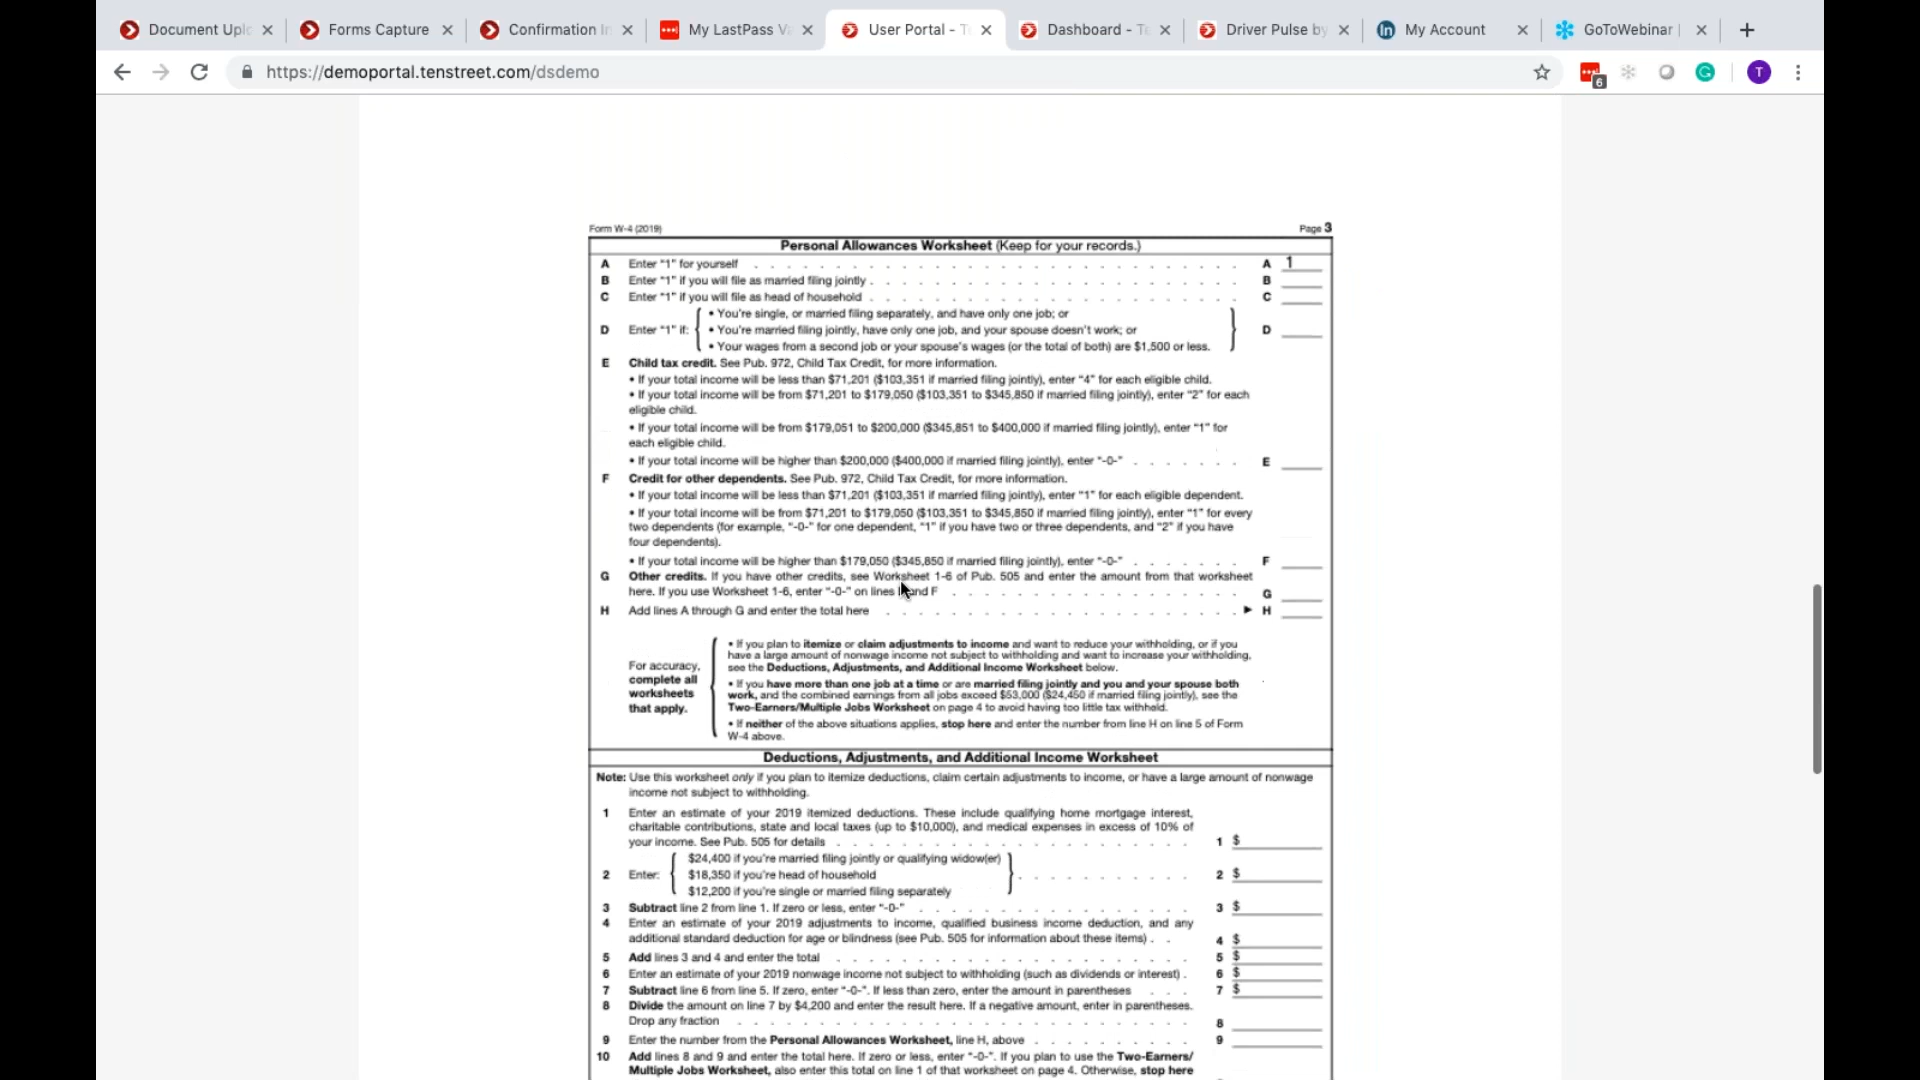 Document Uplo
Forms Capture
Confirmation In
My LastPass Va
User Portal - Te
Dashboard - Te
Driver Pulse by
My Account
GoToWebinar
https://demoportal.tenstreet.com/dsdemo
6
T
Form W-4 (2019) Page 3
Personal Allowances Worksheet (Keep for your records.)
A Enter "1" for yourself . . . A 1
B Enter "1" if you will file as married filing jointly . . . B
C Enter "1" if you will file as head of household . . . C
• You're single, or married filing separately, and have only one job; or
D Enter "1" if: • You're married filing jointly, have only one job, and your spouse doesn't work; or D
• Your wages from a second job or your spouse's wages (or the total of both) are $1,500 or less.
E Child tax credit. See Pub. 972, Child Tax Credit, for more information.
• If your total income will be less than $71,201 ($103,351 if married filing jointly), enter "4" for each eligible child.
• If your total income will be from $71,201 to $179,050 ($103,351 to $345,850 if married filing jointly), enter "2" for each
eligible child.
• If your total income will be from $179,051 to $200,000 ($345,851 to $400,000 if married filing jointly), enter "1" for
each eligible child.
• If your total income will be higher than $200,000 ($400,000 if married filing jointly), enter "-0-" . . . E
F Credit for other dependents. See Pub. 972, Child Tax Credit, for more information.
• If your total income will be less than $71,201 ($103,351 if married filing jointly), enter "1" for each eligible dependent.
• If your total income will be from $71,201 to $179,050 ($103,351 to $345,850 if married filing jointly), enter "1" for every
two dependents (for example, "-0-" for one dependent, "1" if you have two or three dependents, and "2" if you have
four dependents).
• If your total income will be higher than $179,050 ($345,850 if married filing jointly), enter "-0-" . . . F
G Other credits. If you have other credits, see Worksheet 1-6 of Pub. 505 and enter the amount from that worksheet
here. If you use Worksheet 1-6, enter "-0-" on lines and F . . . G
H Add lines A through G and enter the total here . . . ► H
• If you plan to itemize or claim adjustments to income and want to reduce your withholding, or if you
have a large amount of nonwage income not subject to withholding and want to increase your withholding,
see the Deductions, Adjustments, and Additional Income Worksheet below.
For accuracy,
complete all
worksheets
that apply.
• If you have more than one job at a time or are married filing jointly and you and your spouse both
work, and the combined earnings from all jobs exceed $53,000 ($24,450 if married filing jointly), see the
Two-Earners/Multiple Jobs Worksheet on page 4 to avoid having too little tax withheld.
• If neither of the above situations applies, stop here and enter the number from line H on line 5 of Form
W-4 above.
Deductions, Adjustments, and Additional Income Worksheet
Note: Use this worksheet only if you plan to itemize deductions, claim certain adjustments to income, or have a large amount of nonwage
income not subject to withholding.
1 Enter an estimate of your 2019 itemized deductions. These include qualifying home mortgage interest,
charitable contributions, state and local taxes (up to $10,000), and medical expenses in excess of 10% of
your income. See Pub. 505 for details . . . 1 $
$24,400 if you're married filing jointly or qualifying widow(er)
2 Enter: $18,350 if you're head of household . . . 2 $
$12,200 if you're single or married filing separately
3 Subtract line 2 from line 1. If zero or less, enter "-0-" . . . 3 $
4 Enter an estimate of your 2019 adjustments to income, qualified business income deduction, and any
additional standard deduction for age or blindness (see Pub. 505 for information about these items) . . 4 $
5 Add lines 3 and 4 and enter the total . . . 5 $
6 Enter an estimate of your 2019 nonwage income not subject to withholding (such as dividends or interest) . 6 $
7 Subtract line 6 from line 5. If zero, enter "-0-". If less than zero, enter the amount in parentheses . . . 7 $
8 Divide the amount on line 7 by $4,200 and enter the result here. If a negative amount, enter in parentheses.
Drop any fraction . . . 8
9 Enter the number from the Personal Allowances Worksheet, line H, above . . . 9
10 Add lines 8 and 9 and enter the total here. If zero or less, enter "-0-". If you plan to use the Two-Earners/
Multiple Jobs Worksheet, also enter this total on line 1 of that worksheet on page 4. Otherwise, stop here